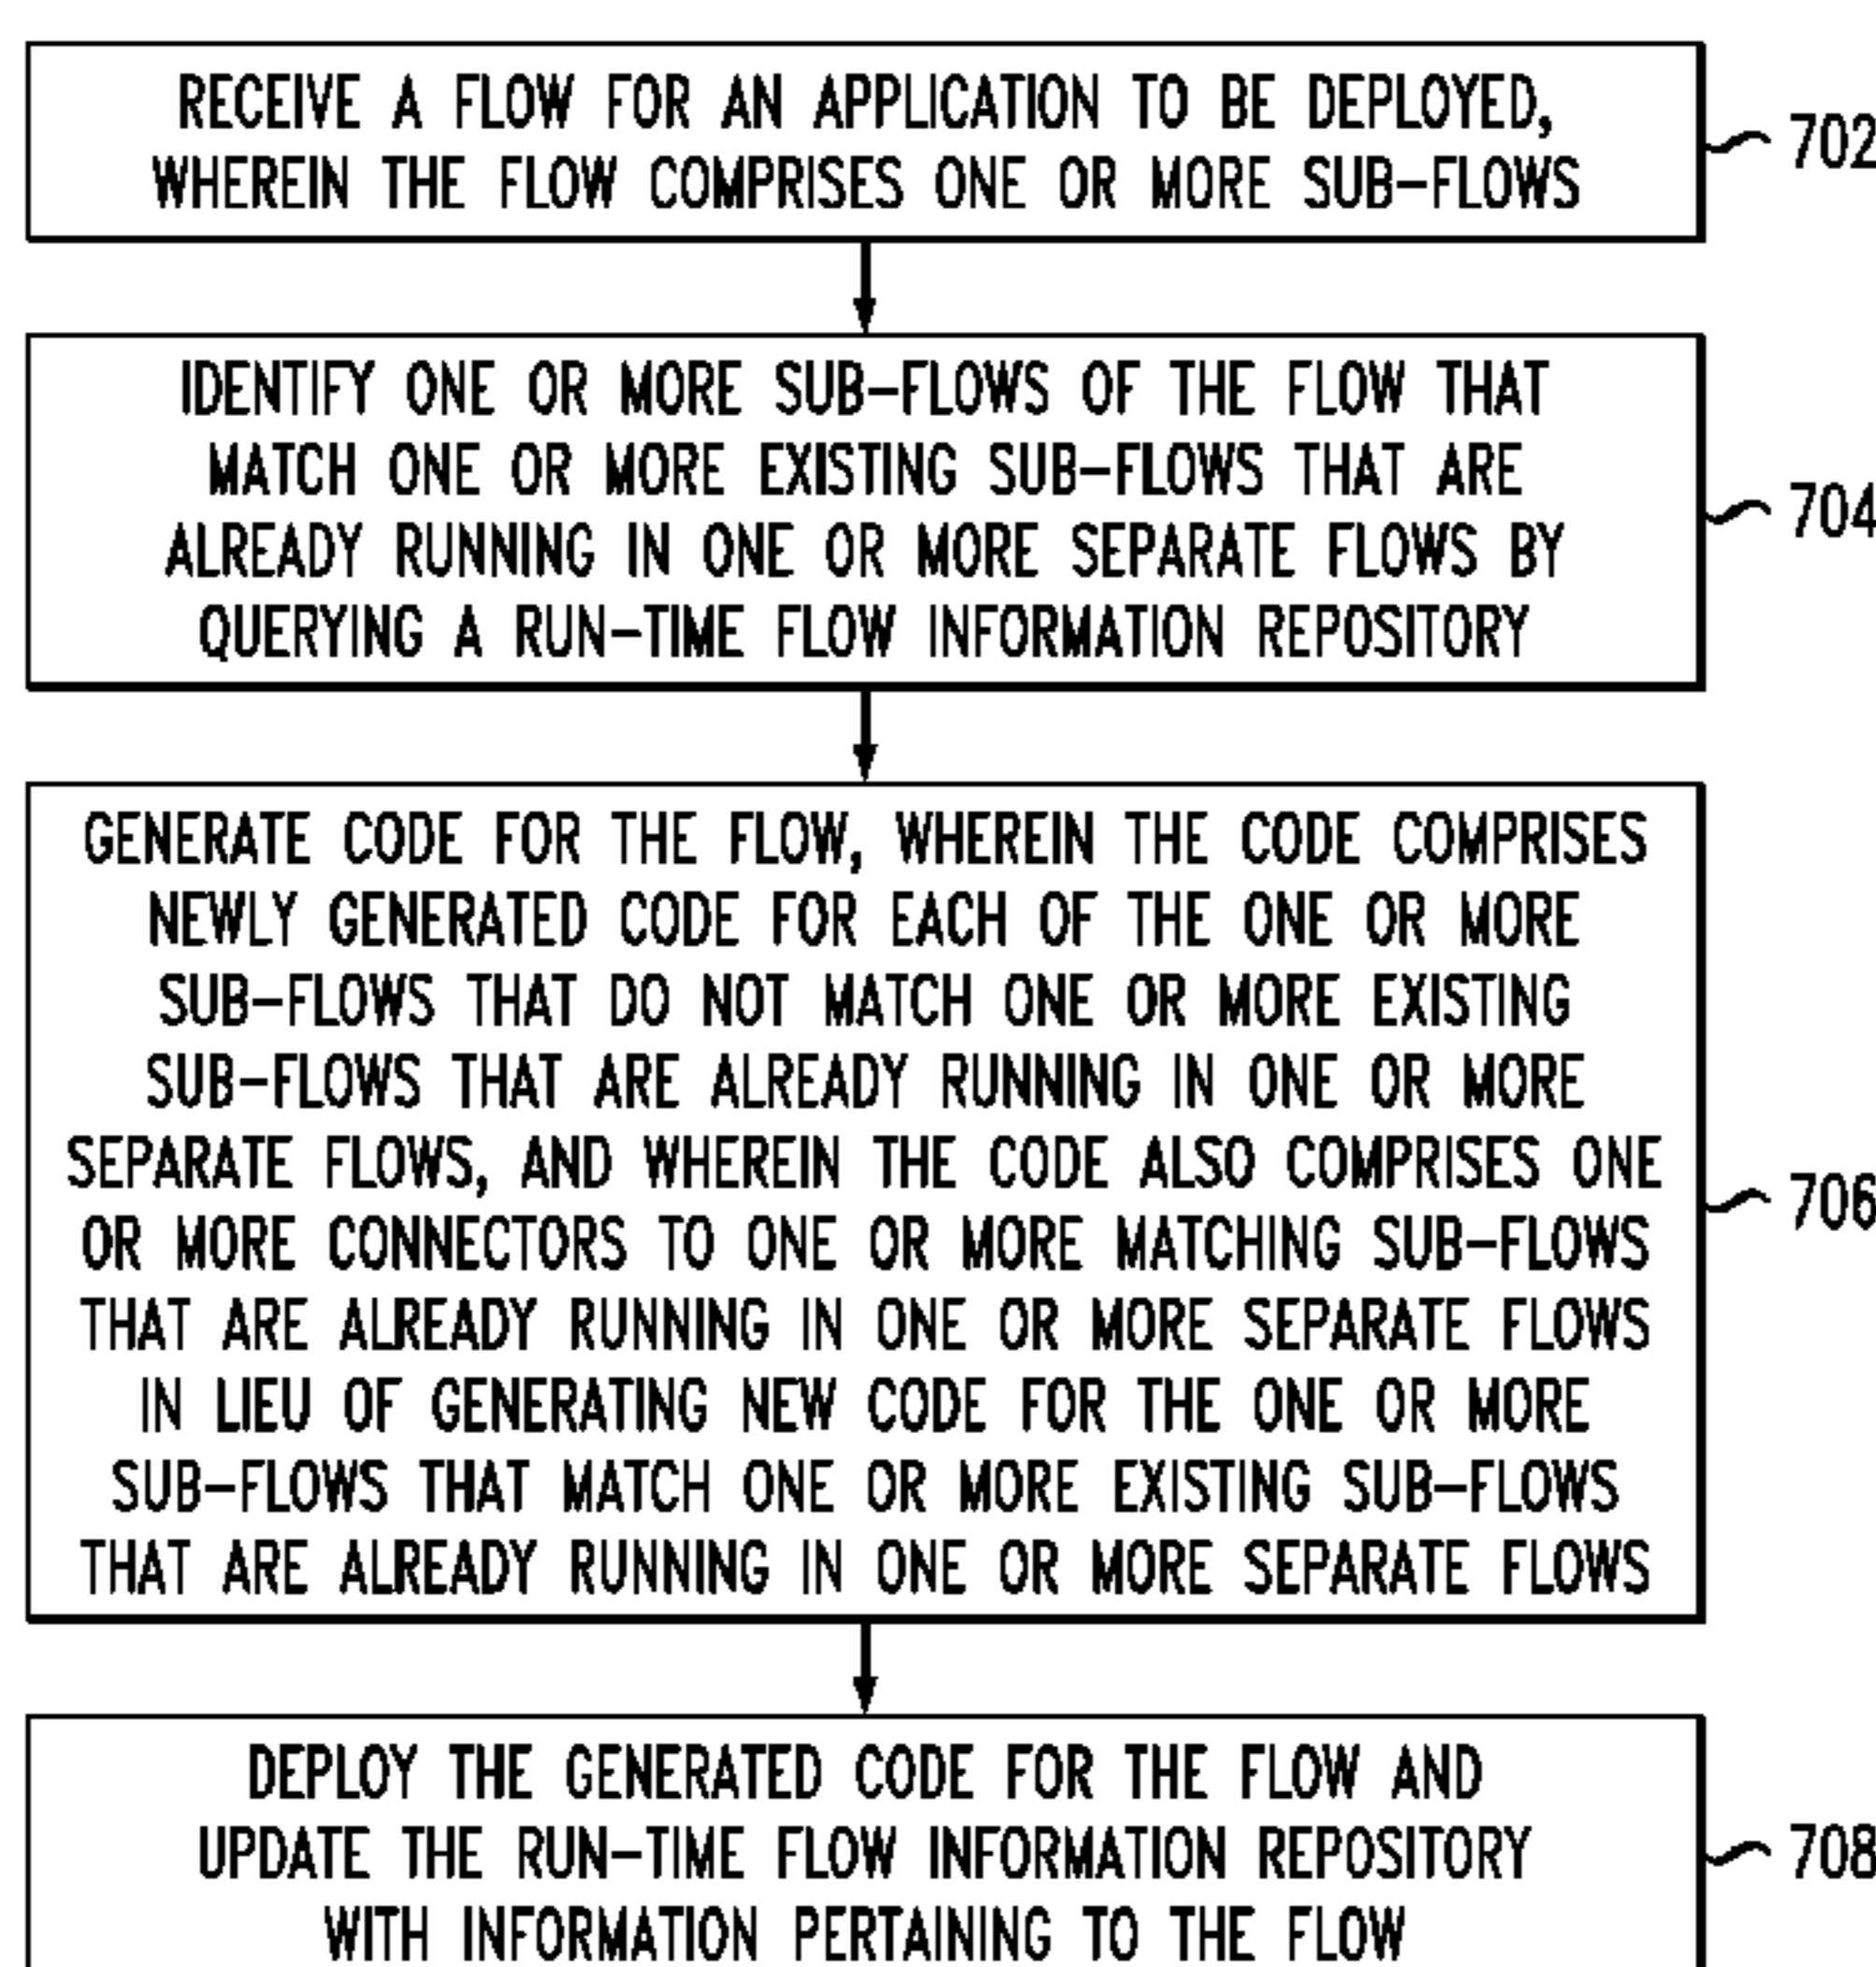 RECEIVE A FLOW FOR AN APPLICATION TO BE DEPLOYED,
WHEREIN THE FLOW COMPRISES ONE OR MORE SUB-FLOWS
702
IDENTIFY ONE OR MORE SUB-FLOWS OF THE FLOW THAT
MATCH ONE OR MORE EXISTING SUB-FLOWS THAT ARE
ALREADY RUNNING IN ONE OR MORE SEPARATE FLOWS BY
QUERYING A RUN-TIME FLOW INFORMATION REPOSITORY
704
GENERATE CODE FOR THE FLOW, WHEREIN THE CODE COMPRISES
NEWLY GENERATED CODE FOR EACH OF THE ONE OR MORE
SUB-FLOWS THAT DO NOT MATCH ONE OR MORE EXISTING
SUB-FLOWS THAT ARE ALREADY RUNNING IN ONE OR MORE
SEPARATE FLOWS, AND WHEREIN THE CODE ALSO COMPRISES ONE
OR MORE CONNECTORS TO ONE OR MORE MATCHING SUB-FLOWS
THAT ARE ALREADY RUNNING IN ONE OR MORE SEPARATE FLOWS
IN LIEU OF GENERATING NEW CODE FOR THE ONE OR MORE
SUB-FLOWS THAT MATCH ONE OR MORE EXISTING SUB-FLOWS
THAT ARE ALREADY RUNNING IN ONE OR MORE SEPARATE FLOWS
706
DEPLOY THE GENERATED CODE FOR THE FLOW AND
UPDATE THE RUN-TIME FLOW INFORMATION REPOSITORY
WITH INFORMATION PERTAINING TO THE FLOW
708